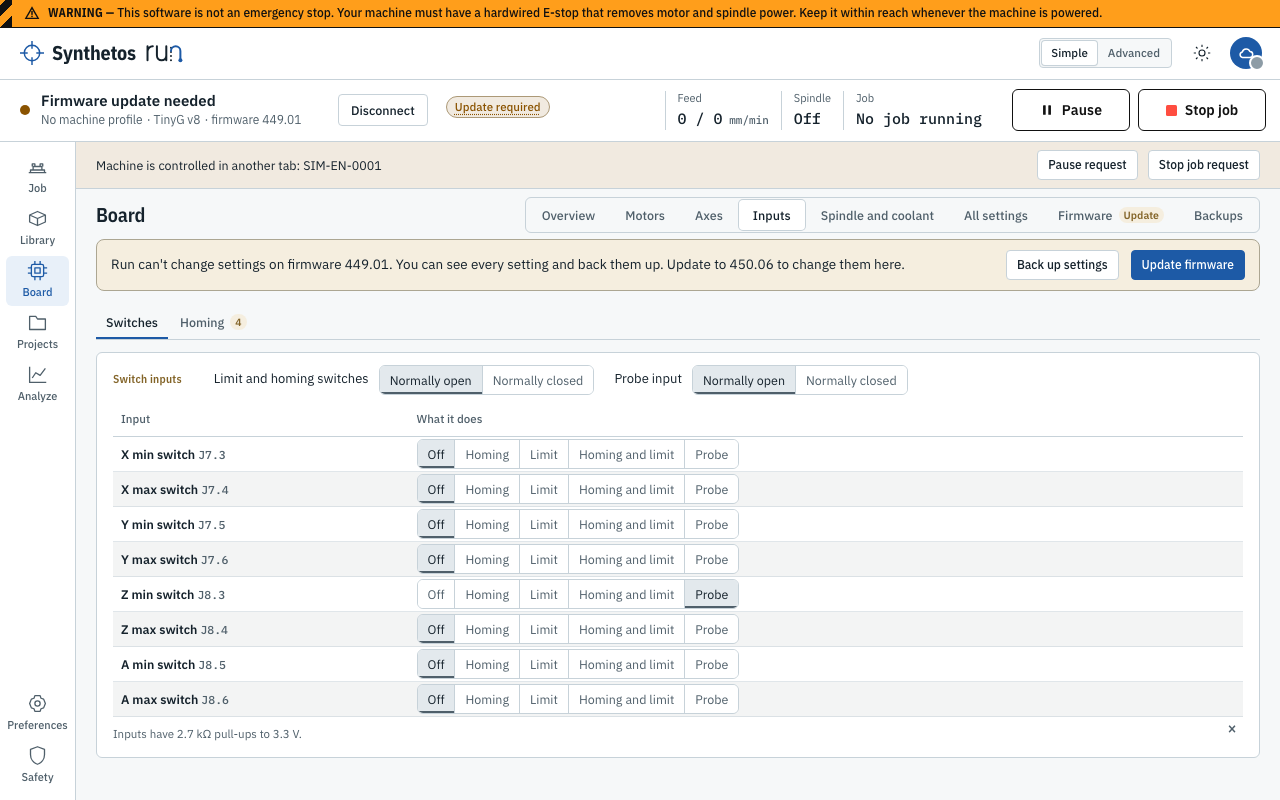 WARNING — This software is not an emergency stop. Your machine must have a hardwired E-stop that removes motor and spindle power. Keep it within reach whenever the machine is powered.
Synthetos run
Simple Advanced
Firmware update needed
No machine profile · TinyG v8 · firmware 449.01
Disconnect
Update required
Feed
0 / 0 mm/min
Spindle
Off
Job
No job running
Pause
Stop job
Machine is controlled in another tab: SIM-EN-0001
Pause request
Stop job request
Job
Library
Board
Projects
Analyze
Preferences
Safety
Board
Overview Motors Axes Inputs Spindle and coolant All settings Firmware Update Backups
Run can't change settings on firmware 449.01. You can see every setting and back them up. Update to 450.06 to change them here.
Back up settings
Update firmware
Switches Homing 4
Switch inputs Limit and homing switches Normally open Normally closed Probe input Normally open Normally closed
Input What it does
X min switch J7.3 Off Homing Limit Homing and limit Probe
X max switch J7.4 Off Homing Limit Homing and limit Probe
Y min switch J7.5 Off Homing Limit Homing and limit Probe
Y max switch J7.6 Off Homing Limit Homing and limit Probe
Z min switch J8.3 Off Homing Limit Homing and limit Probe
Z max switch J8.4 Off Homing Limit Homing and limit Probe
A min switch J8.5 Off Homing Limit Homing and limit Probe
A max switch J8.6 Off Homing Limit Homing and limit Probe
Inputs have 2.7 kΩ pull-ups to 3.3 V.
×